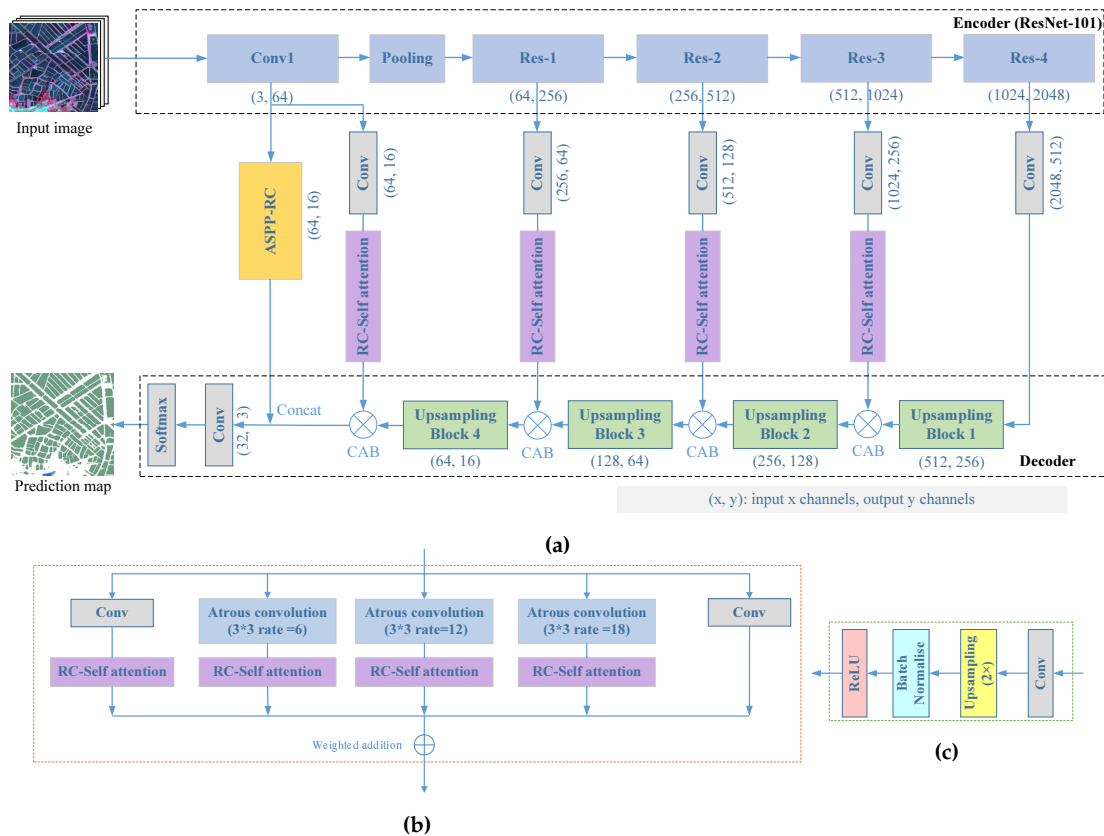 Encoder (ResNet-101)
Conv1
Pooling
Res-1
Res-2
Res-3
Res-4
(3, 64)
(64, 256)
(256, 512)
(512, 1024)
(1024, 2048)
Input image
ASPP-RC
(64, 16)
Conv
(64, 16)
Conv
(256, 64)
Conv
(512, 128)
Conv
(1024, 256)
Conv
(2048, 512)
RC-Self attention
RC-Self attention
RC-Self attention
RC-Self attention
Prediction map
Softmax
Conv
(32, 3)
Concat
CAB
Upsampling
Block 4
(64, 16)
CAB
Upsampling
Block 3
(128, 64)
CAB
Upsampling
Block 2
(256, 128)
CAB
Upsampling
Block 1
(512, 256)
Decoder
(x, y): input x channels, output y channels
(a)
Conv
Atrous convolution
(3*3 rate =6)
Atrous convolution
(3*3 rate=12)
Atrous convolution
(3*3 rate =18)
Conv
RC-Self attention
RC-Self attention
RC-Self attention
RC-Self attention
Weighted addition
(b)
ReLU
Batch
Normalise
Upsampling
(2×)
Conv
(c)